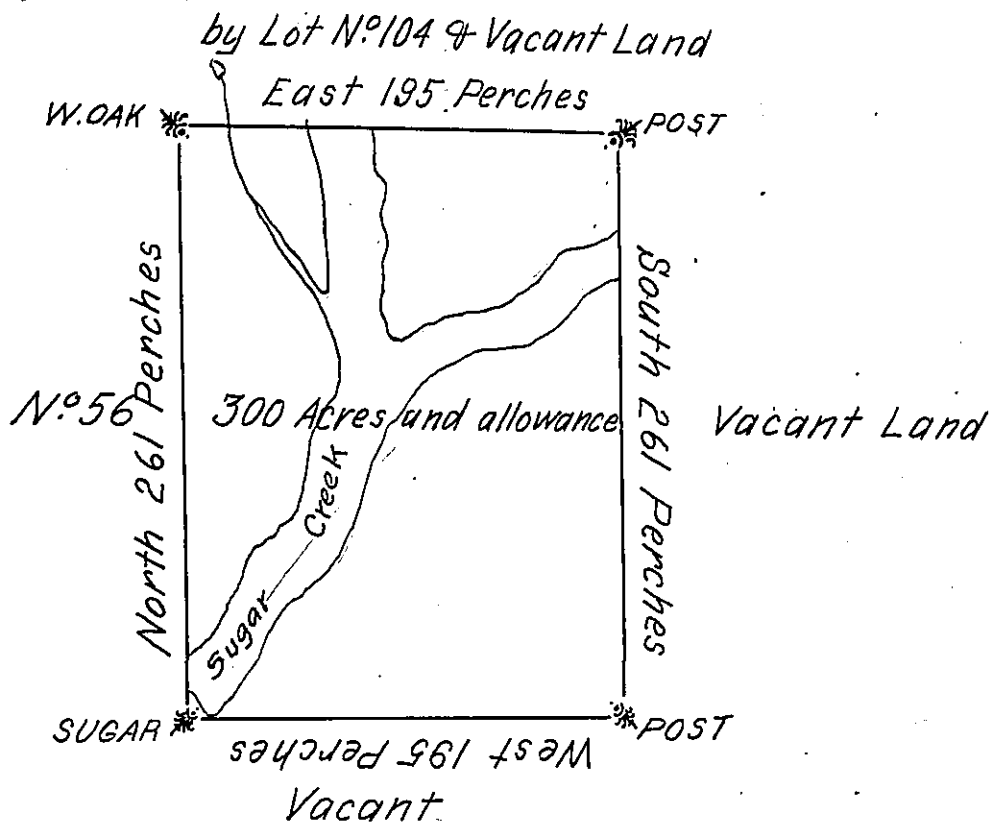 by Lot Nº 104 & Vacant Land
East 195 Perches
W.OAK
POST
North 261 Perches
South 261 Perches
Nº 56
300 Acres and allowance
Vacant Land
Sugar Creek
SUGAR
POST
West 195 Perches
Vacant